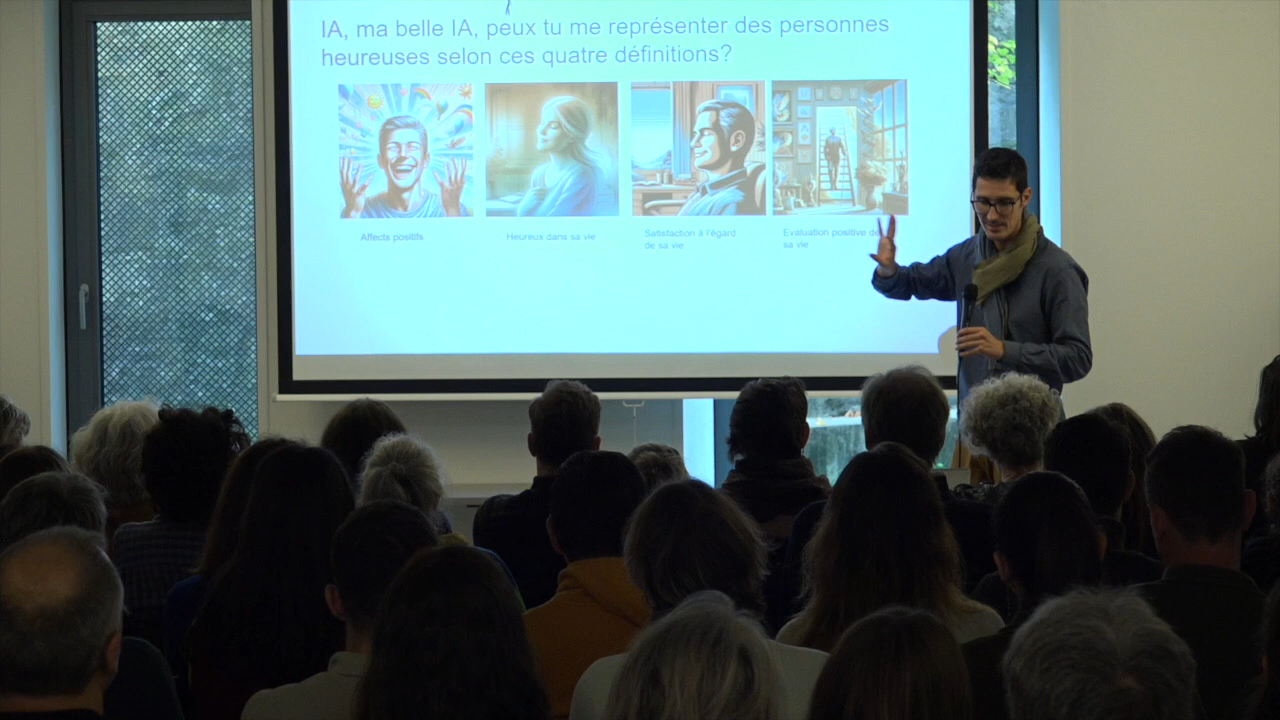 IA, ma belle IA, peux tu me représenter des personnes
heureuses selon ces quatre définitions?
Affects positifs
Heureux dans sa vie
Satisfaction à l'égard
de sa vie
Evaluation positive de
sa vie